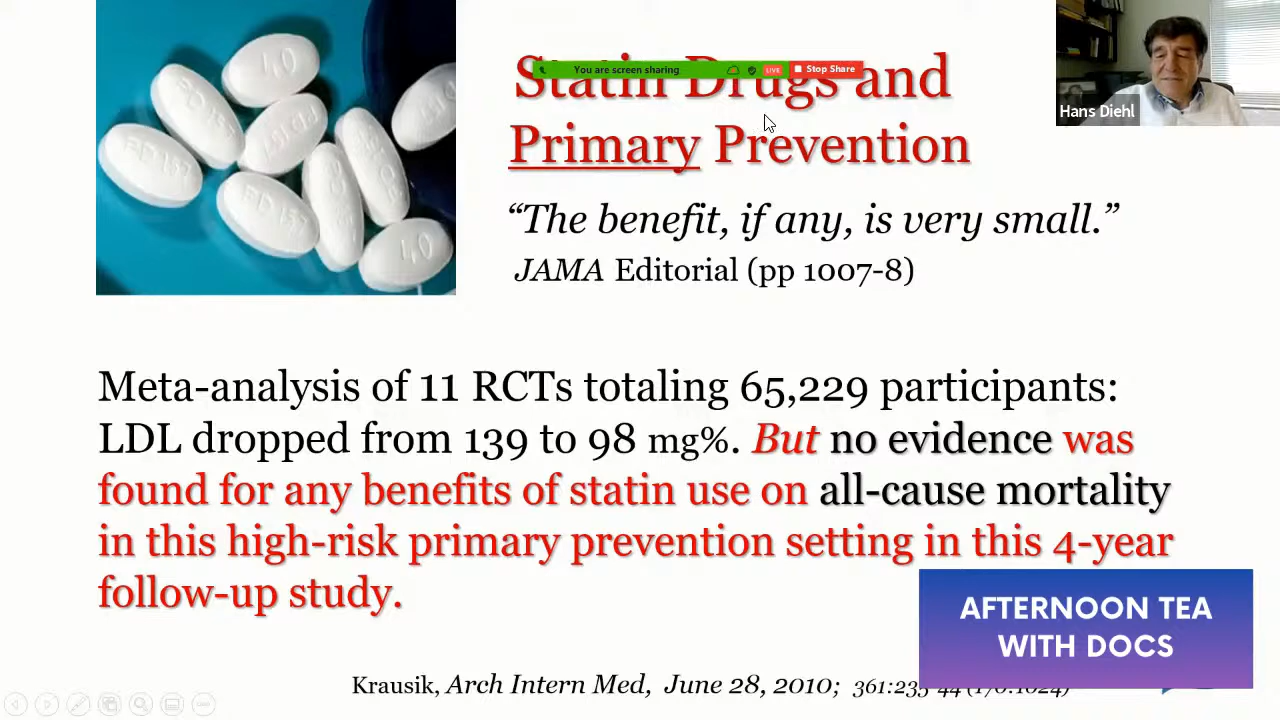 You are screen sharing
LIVE
Stop Share
Statin Drugs and
Primary Prevention
“The benefit, if any, is very small.”
JAMA Editorial (pp 1007-8)
Hans Diehl
Meta-analysis of 11 RCTs totaling 65,229 participants:
LDL dropped from 139 to 98 mg%. But no evidence was
found for any benefits of statin use on all-cause mortality
in this high-risk primary prevention setting in this 4-year
follow-up study.
AFTERNOON TEA
WITH DOCS
Krausik, Arch Intern Med, June 28, 2010;